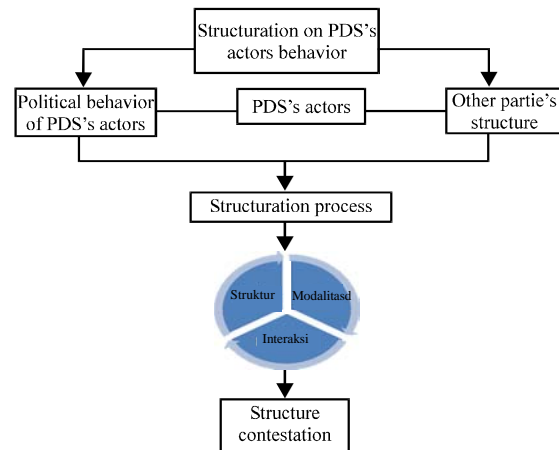 Structuration on PDS's
actors behavior
Political behavior
of PDS's actors
PDS's actors
Other partie's
structure
Structuration process
Struktur
Modalitasd
Interaksi
Structure
contestation